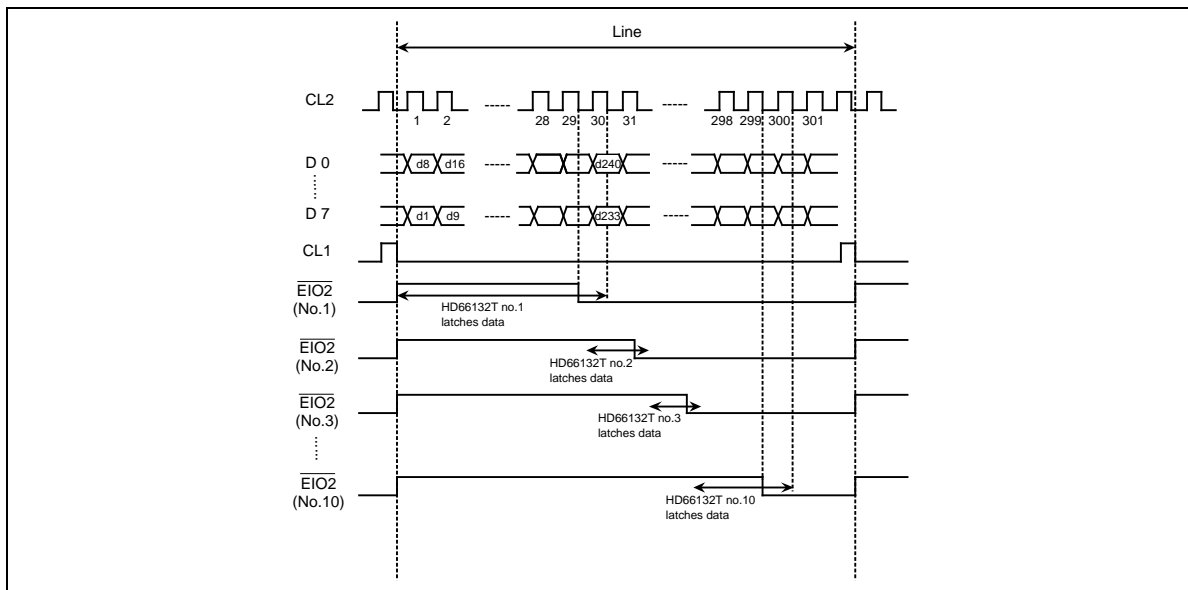 Line
CL2
1 2 ----- 28 29 30 31 ----- 298 299 300 301
D 0
d8 d16 ----- d240 -----
D 7
d1 d9 ----- d233 -----
CL1
EIO2
(No.1)
HD66132T no.1
latches data
EIO2
(No.2)
HD66132T no.2
latches data
EIO2
(No.3)
HD66132T no.3
latches data
EIO2
(No.10)
HD66132T no.10
latches data